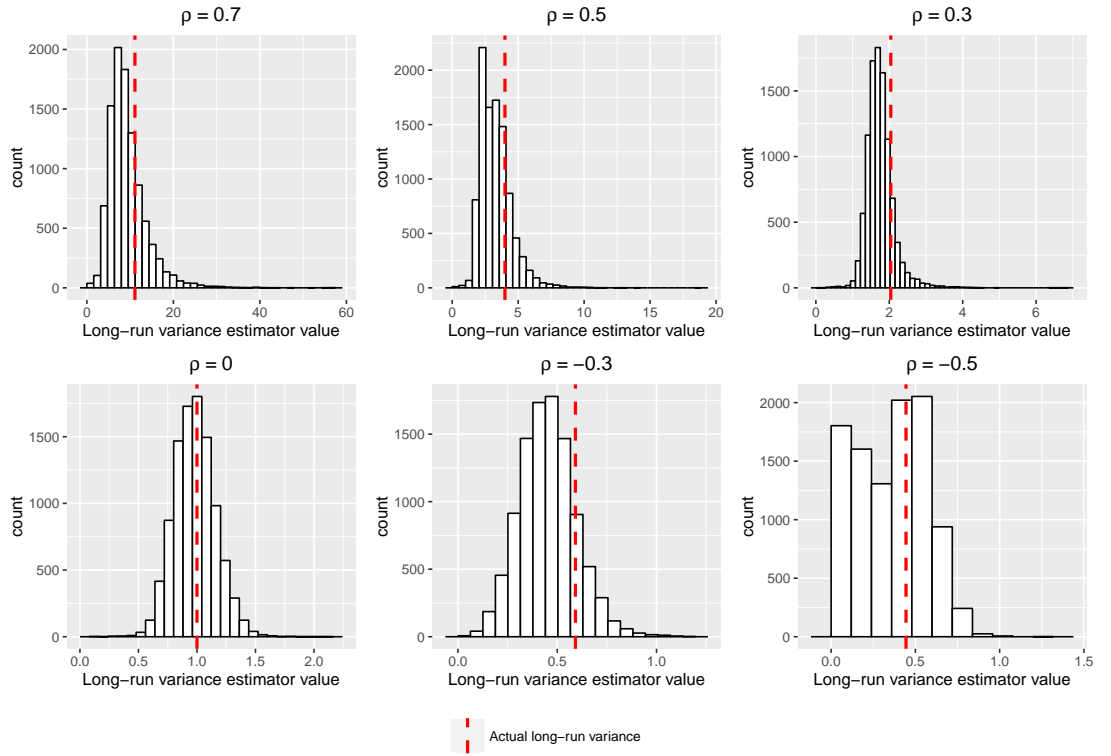 ρ = 0.7
ρ = 0.5
ρ = 0.3
count
2000
1500
1000
500
0
0 20 40 60
Long−run variance estimator value
count
2000
1500
1000
500
0
0 5 10 15 20
Long−run variance estimator value
count
1500
1000
500
0
0 2 4 6
Long−run variance estimator value
ρ = 0
ρ = −0.3
ρ = −0.5
count
1500
1000
500
0
0.0 0.5 1.0 1.5 2.0
Long−run variance estimator value
count
1500
1000
500
0
0.0 0.5 1.0
Long−run variance estimator value
count
2000
1500
1000
500
0
0.0 0.5 1.0 1.5
Long−run variance estimator value
Actual long−run variance